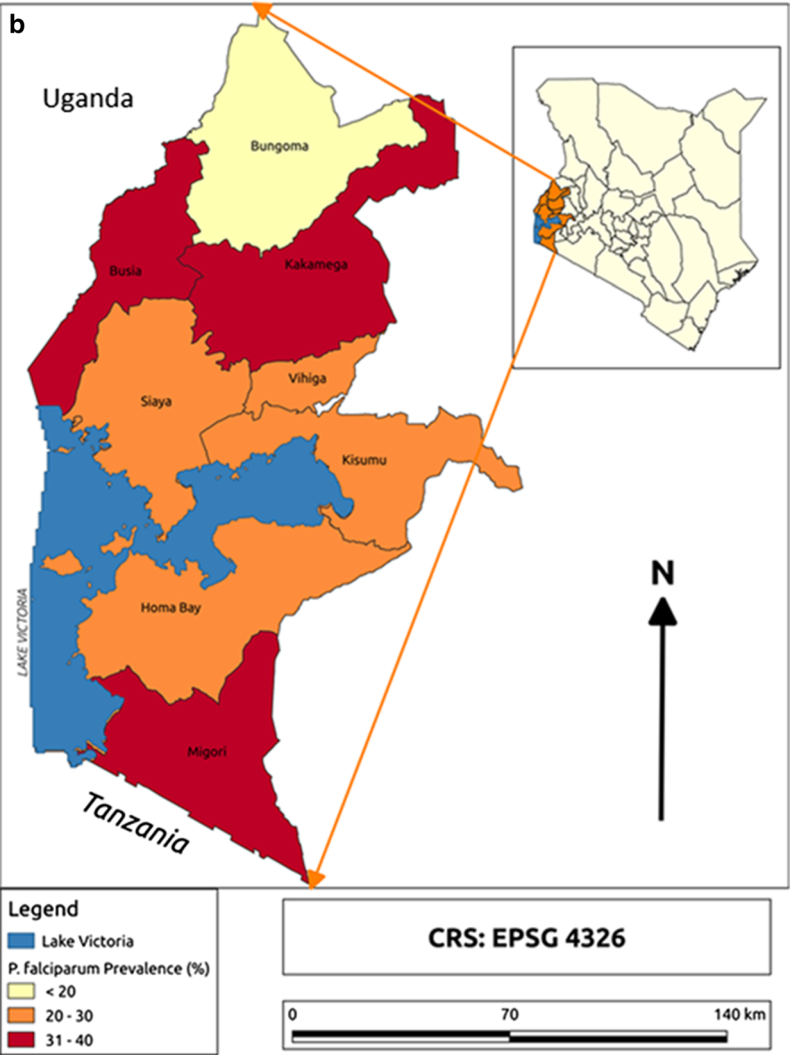 b
Uganda
Bungoma
Busia
Kakamega
Vihiga
Siaya
Kisumu
N
Homa Bay
LAKE VICTORIA
Migori
Tanzania
Legend
Lake Victoria
P. falciparum Prevalence (%)
< 20
20 - 30
31 - 40
CRS: EPSG 4326
0 70 140 km